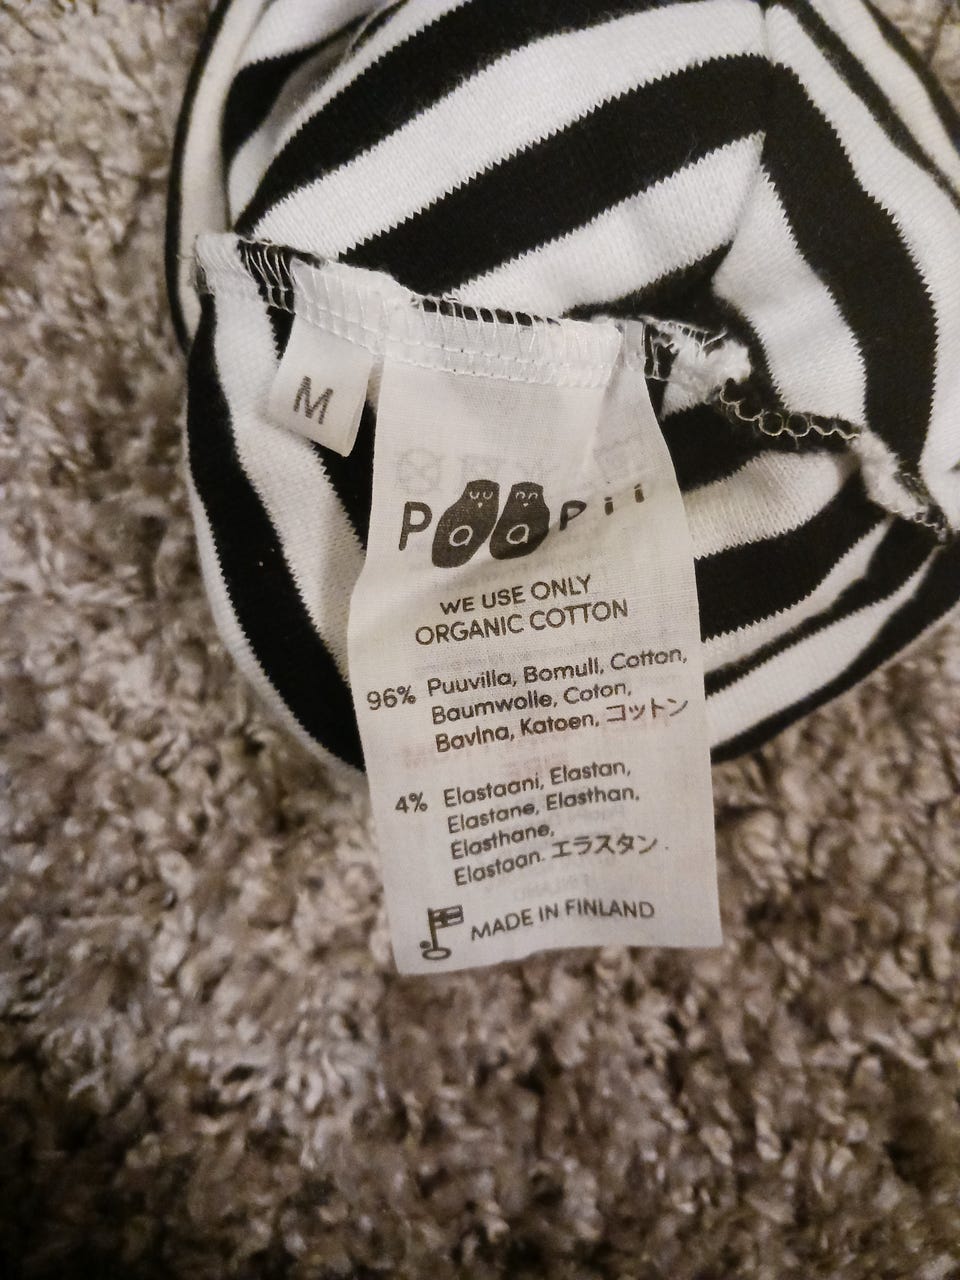 M
Paapii
WE USE ONLY
ORGANIC COTTON
96% Puuvilla, Bomull, Cotton,
Baumwolle, Coton,
Bavlna, Katoen, コットン
4% Elastaani, Elastan,
Elastane, Elasthan,
Elasthane,
Elastaan. エラスタン.
MADE IN FINLAND